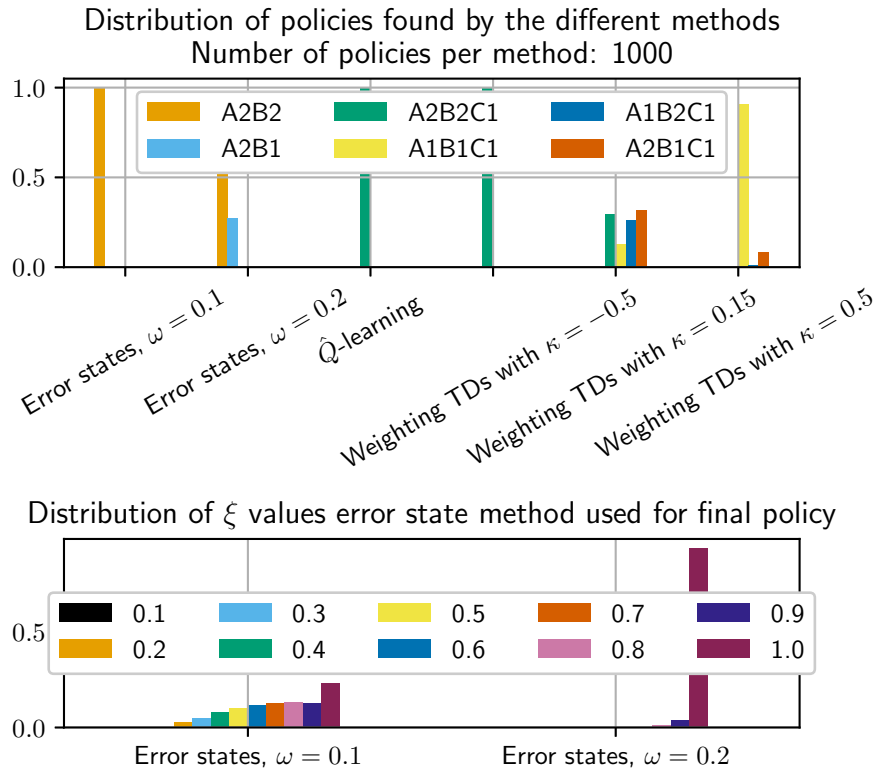 Distribution of policies found by the different methods
Number of policies per method: 1000
1.0
0.5
0.0
A2B2 A2B2C1 A1B2C1
A2B1 A1B1C1 A2B1C1
Error states, ω = 0.1
Error states, ω = 0.2
Q̂-learning
Weighting TDs with κ = −0.5
Weighting TDs with κ = 0.15
Weighting TDs with κ = 0.5
Distribution of ξ values error state method used for final policy
0.5
0.0
0.1 0.3 0.5 0.7 0.9
0.2 0.4 0.6 0.8 1.0
Error states, ω = 0.1
Error states, ω = 0.2